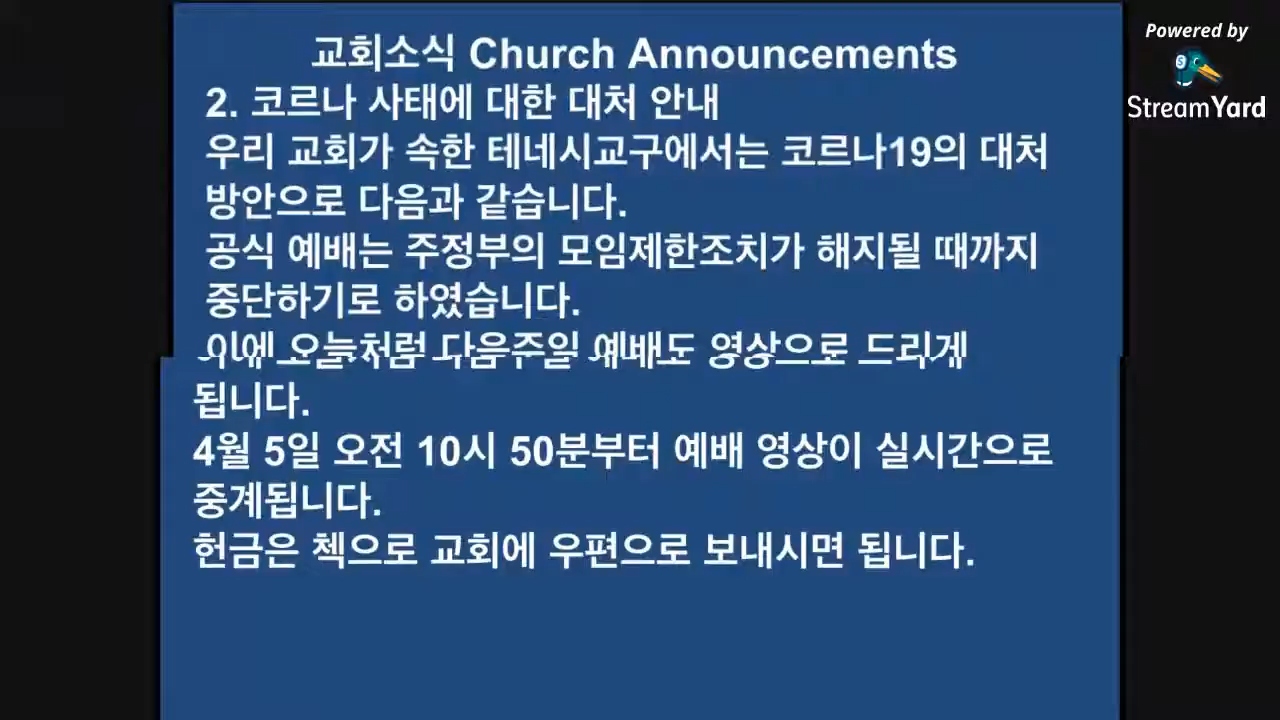 교회소식 Church Announcements
2. 코르나 사태에 대한 대처 안내
우리 교회가 속한 테네시교구에서는 코르나19의 대처
방안으로 다음과 같습니다.
공식 예배는 주정부의 모임제한조치가 해지될 때까지
중단하기로 하였습니다.
이에 오늘처럼 다음주일 예배도 영상으로 드리게
됩니다.
4월 5일 오전 10시 50분부터 예배 영상이 실시간으로
중계됩니다.
헌금은 첵으로 교회에 우편으로 보내시면 됩니다.
Powered by
StreamYard